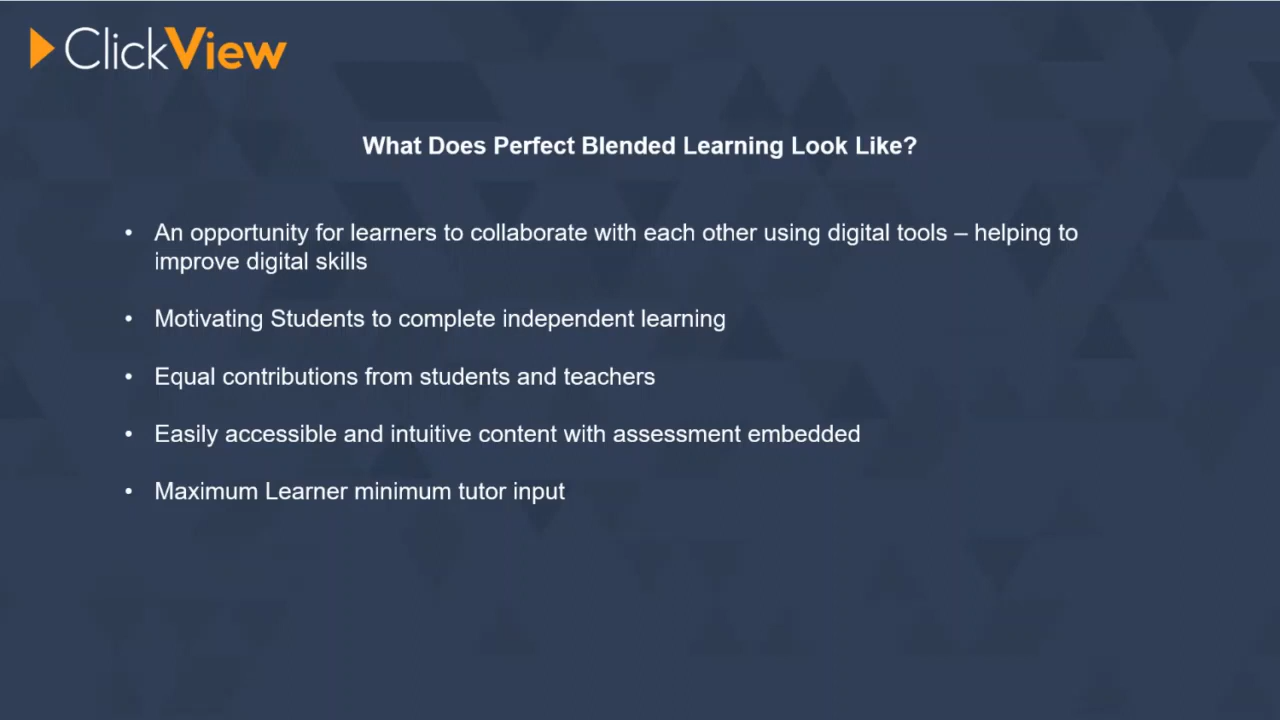 ClickView
What Does Perfect Blended Learning Look Like?
• An opportunity for learners to collaborate with each other using digital tools – helping to
improve digital skills
• Motivating Students to complete independent learning
• Equal contributions from students and teachers
• Easily accessible and intuitive content with assessment embedded
• Maximum Learner minimum tutor input